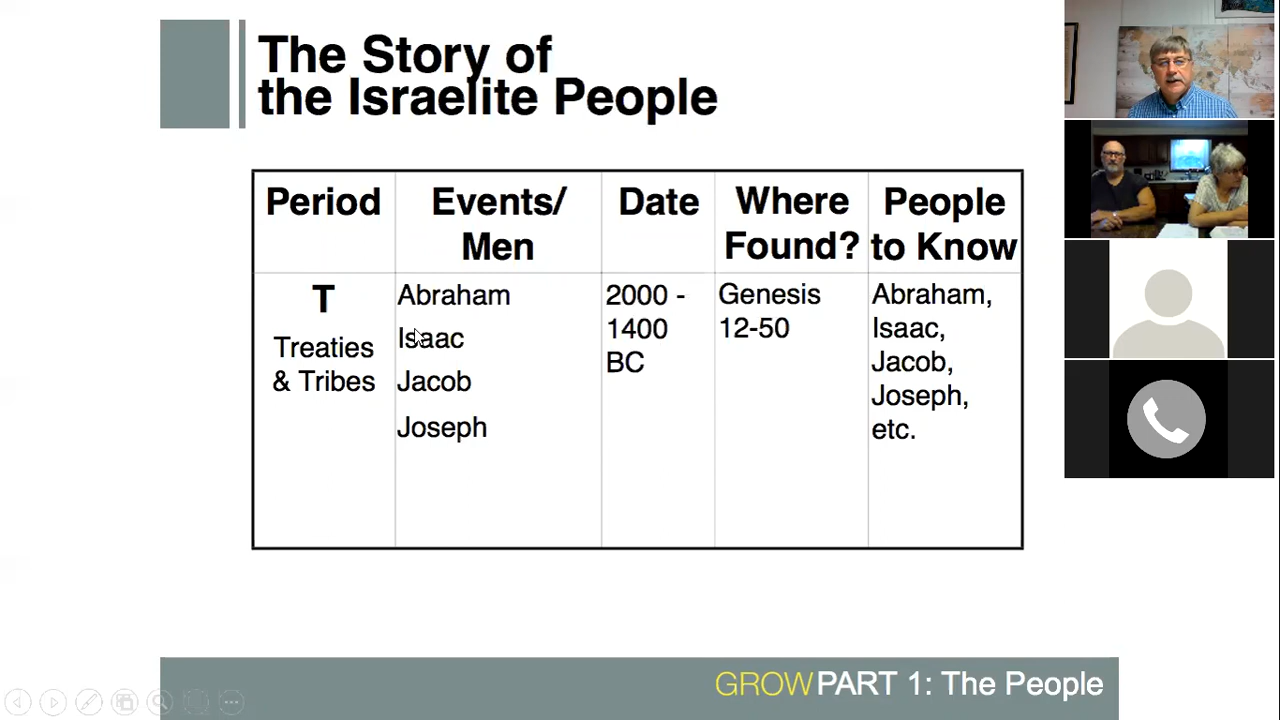 The Story of
the Israelite People
Period
Events/
Men
Date
Where
Found?
People
to Know
T
Treaties
& Tribes
Abraham
Isaac
Jacob
Joseph
2000 -
1400
BC
Genesis
12-50
Abraham,
Isaac,
Jacob,
Joseph,
etc.
GROW PART 1: The People